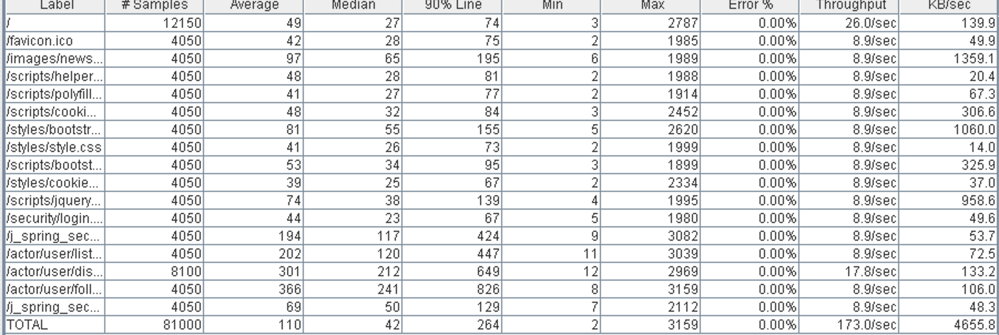 Label # Samples Average Median 90% Line Min Max Error % Throughput KB/sec
/ 12150 49 27 74 3 2787 0.00% 26.0/sec 139.9
/favicon.ico 4050 42 28 75 2 1985 0.00% 8.9/sec 49.9
/images/news... 4050 97 65 195 6 1989 0.00% 8.9/sec 1359.1
/scripts/helper... 4050 48 28 81 2 1988 0.00% 8.9/sec 20.4
/scripts/polyfill... 4050 41 27 77 2 1914 0.00% 8.9/sec 67.3
/scripts/cooki... 4050 48 32 84 3 2452 0.00% 8.9/sec 306.6
/styles/bootstr... 4050 81 55 155 5 2620 0.00% 8.9/sec 1060.0
/styles/style.css 4050 41 26 73 2 1999 0.00% 8.9/sec 14.0
/scripts/bootst... 4050 53 34 95 3 1899 0.00% 8.9/sec 325.9
/styles/cookie... 4050 39 25 67 2 2334 0.00% 8.9/sec 37.0
/scripts/jquery... 4050 74 38 139 4 1995 0.00% 8.9/sec 958.6
/security/login.... 4050 44 23 67 5 1980 0.00% 8.9/sec 49.6
/j_spring_sec... 4050 194 117 424 9 3082 0.00% 8.9/sec 53.7
/actor/user/list... 4050 202 120 447 11 3039 0.00% 8.9/sec 72.5
/actor/user/dis... 8100 301 212 649 12 2969 0.00% 17.8/sec 133.2
/actor/user/foll... 4050 366 241 826 8 3159 0.00% 8.9/sec 106.0
/j_spring_sec... 4050 69 50 129 7 2112 0.00% 8.9/sec 48.3
TOTAL 81000 110 42 264 2 3159 0.00% 173.0/sec 4655.8